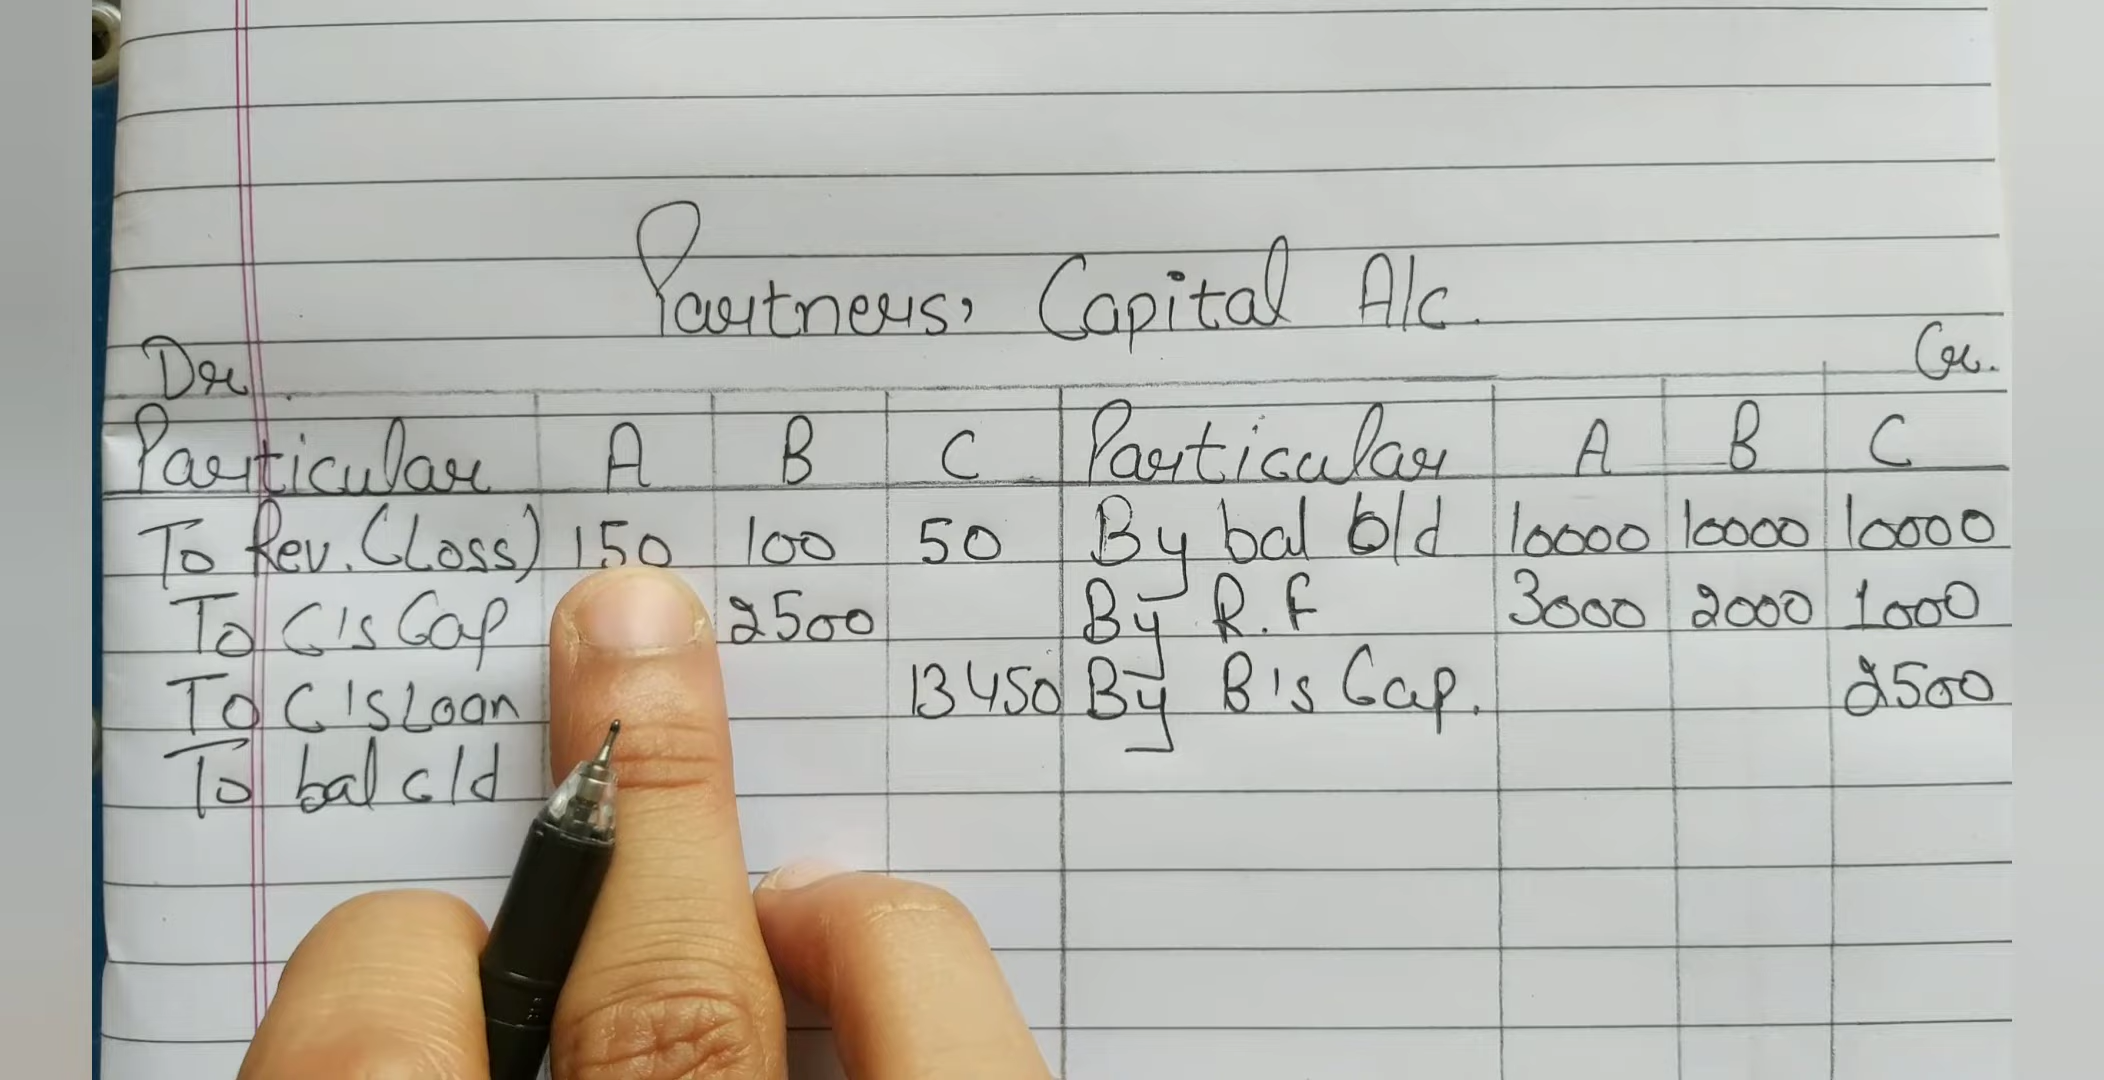 Partners' Capital A/c.
Dr. Cr.
Particular A B C Particular A B C
To Rev. (Loss) 150 100 50 By bal b/d 10000 10000 10000
To C's Cap 2500 By R.F 3000 2000 1000
To C's Loan 13450 By B's Cap. 2500
To bal c/d